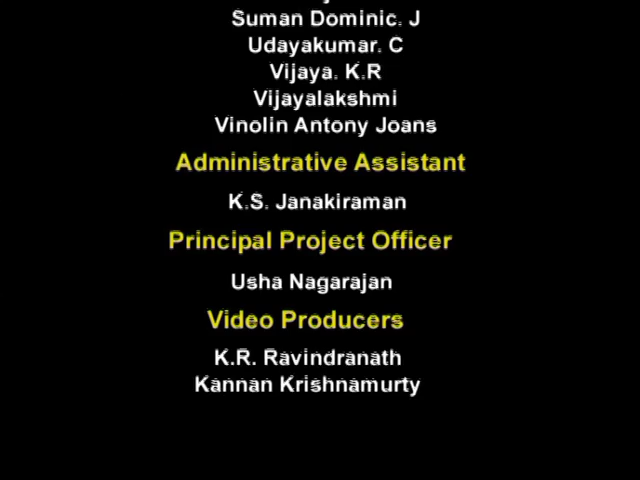 Suman Dominic. J
Udayakumar. C
Vijaya. K.R
Vijayalakshmi
Vinolin Antony Joans
Administrative Assistant
K.S. Janakiraman
Principal Project Officer
Usha Nagarajan
Video Producers
K.R. Ravindranath
Kannan Krishnamurty